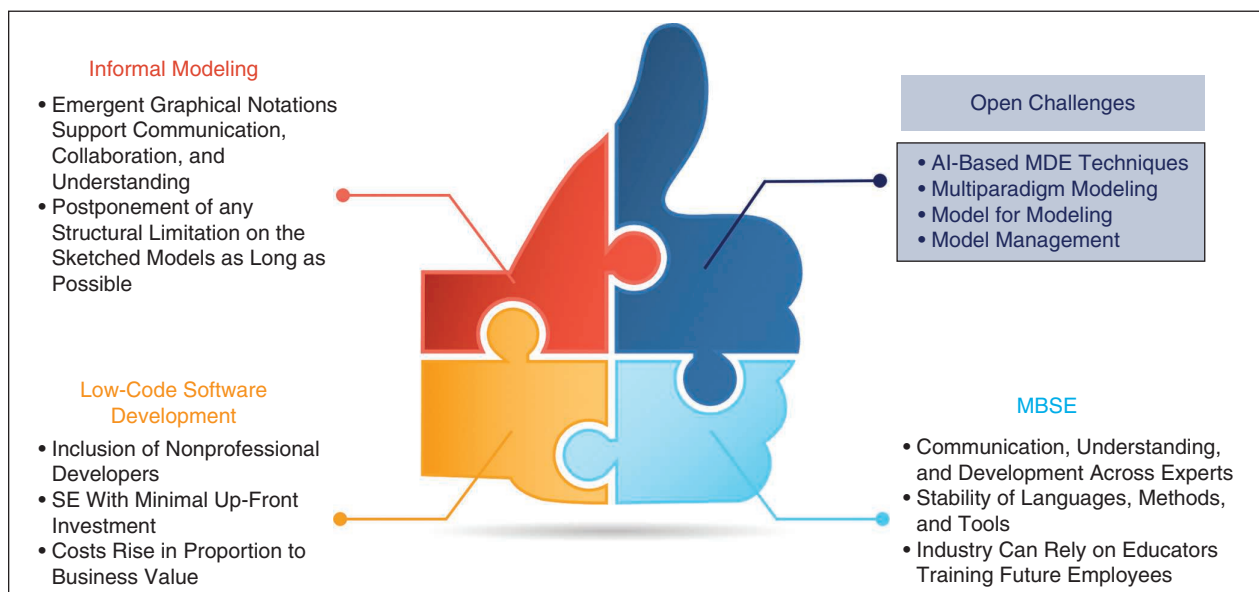 Informal Modeling
• Emergent Graphical Notations
Support Communication,
Collaboration, and
Understanding
• Postponement of any
Structural Limitation on the
Sketched Models as Long as
Possible
Open Challenges
• AI-Based MDE Techniques
• Multiparadigm Modeling
• Model for Modeling
• Model Management
Low-Code Software
Development
• Inclusion of Nonprofessional
Developers
• SE With Minimal Up-Front
Investment
• Costs Rise in Proportion to
Business Value
MBSE
• Communication, Understanding,
and Development Across Experts
• Stability of Languages, Methods,
and Tools
• Industry Can Rely on Educators
Training Future Employees